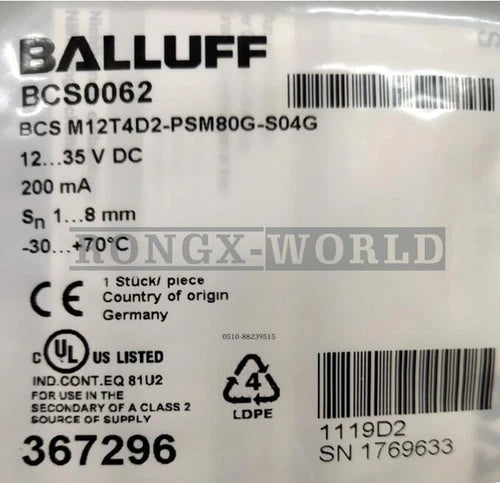 BALLUFF
BCS0062
BCS M12T4D2-PSM80G-S04G
12...35 V DC
200 mA
Sn 1...8 mm
-30...+70°C
RONGX-WORLD
CE
1 Stück/ piece
Country of origin
Germany
0510-88239515
C UL US LISTED
IND.CONT.EQ 81U2
FOR USE IN THE
SECONDARY OF A CLASS 2
SOURCE OF SUPPLY
4
LDPE
367296
1119D2
SN 1769633